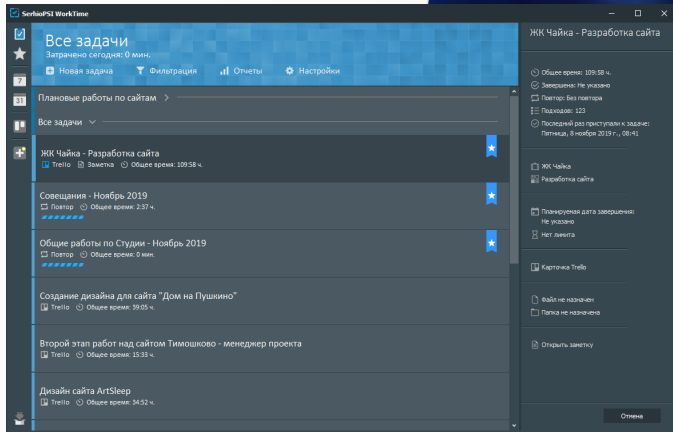 SerhioPSI WorkTime
Все задачи
Затрачено сегодня: 0 мин.
Новая задача Фильтрация Отчеты Настройки
7
31
Плановые работы по сайтам
Все задачи
ЖК Чайка - Разработка сайта
Trello Заметка Общее время: 109:58 ч.
Совещания - Ноябрь 2019
Повтор Общее время: 2:37 ч.
Общие работы по Студии - Ноябрь 2019
Повтор Общее время: 0 мин.
Создание дизайна для сайта "Дом на Пушкино"
Trello Общее время: 39:05 ч.
Второй этап работ над сайтом Тимошково - менеджер проекта
Trello Общее время: 15:33 ч.
Дизайн сайта ArtSleep
Trello Общее время: 34:52 ч.
ЖК Чайка - Разработка сайта
Общее время: 109:58 ч.
Завершена: Не указано
Повтор: Без повтора
Подходов: 123
Последний раз приступали к задаче:
Пятница, 8 ноября 2019 г., 08:41
ЖК Чайка
Разработка сайта
Планируемая дата завершения:
Не указано
Нет лимита
Карточка Trello
Файл не назначен
Папка не назначена
Открыть заметку
Отмена